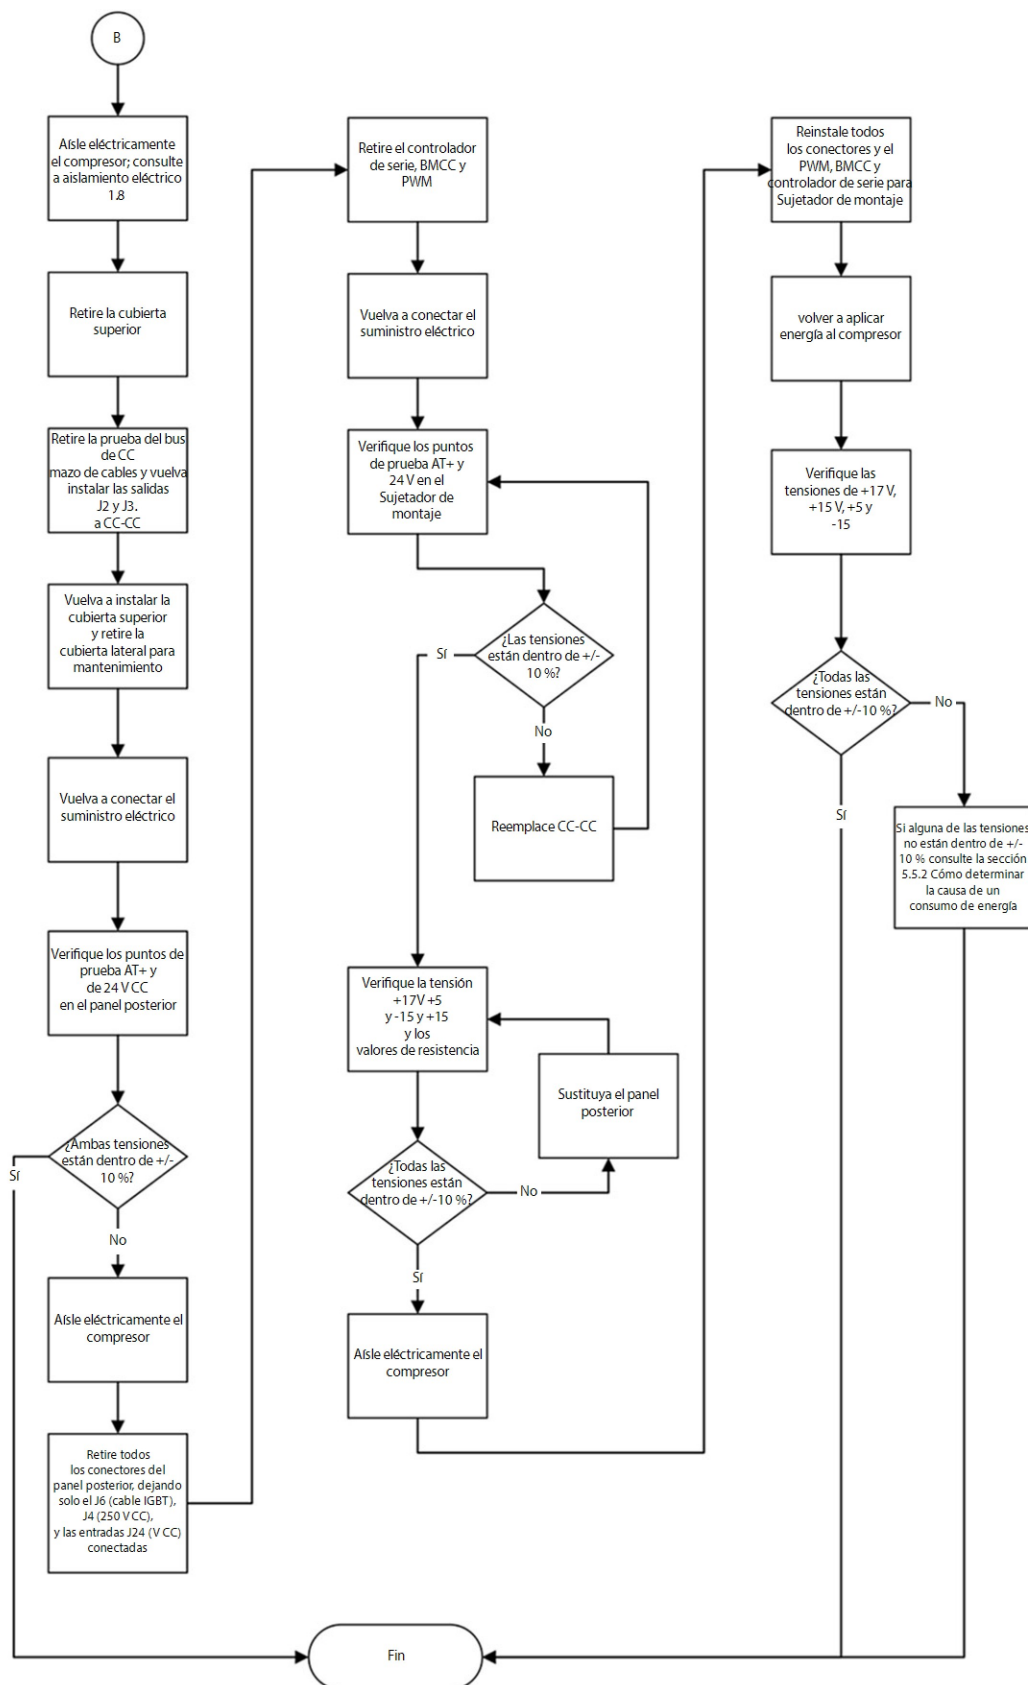 B
Aísle eléctricamente
el compresor; consulte
a aislamiento eléctrico
1.8
Retire la cubierta
superior
Retire la prueba del bus
de CC
mazo de cables y vuelva
instalar las salidas
J2 y J3.
a CC-CC
Vuelva a instalar la
cubierta superior
y retire la
cubierta lateral para
mantenimiento
Vuelva a conectar el
suministro eléctrico
Verifique los puntos de
prueba AT+ y
de 24 V CC
en el panel posterior
¿Ambas tensiones
están dentro de +/-
10 %?
Sí
No
Aísle eléctricamente el
compresor
Retire todos
los conectores del
panel posterior, dejando
solo el J6 (cable IGBT),
J4 (250 V CC),
y las entradas J24 (V CC)
conectadas
Retire el controlador
de serie, BMCC y
PWM
Vuelva a conectar el
suministro eléctrico
Verifique los puntos
de prueba AT+ y
24 V en el
Sujetador de
montaje
¿Las tensiones
están dentro de +/-
10 %?
Sí
No
Reemplace CC-CC
Verifique la tensión
+17V +5
y -15 y +15
y los
valores de resistencia
Sustituya el panel
posterior
¿Todas las
tensiones están
dentro de +/-10 %?
No
Sí
Aísle eléctricamente el
compresor
Reinstale todos
los conectores y el
PWM, BMCC y
controlador de serie para
Sujetador de montaje
volver a aplicar
energía al compresor
Verifique las
tensiones de +17 V,
+15 V, +5 y
-15
¿Todas las
tensiones están
dentro de +/-10 %?
No
Sí
Si alguna de las tensiones
no están dentro de +/-
10 % consulte la sección
5.5.2 Cómo determinar
la causa de un
consumo de energía
Fin